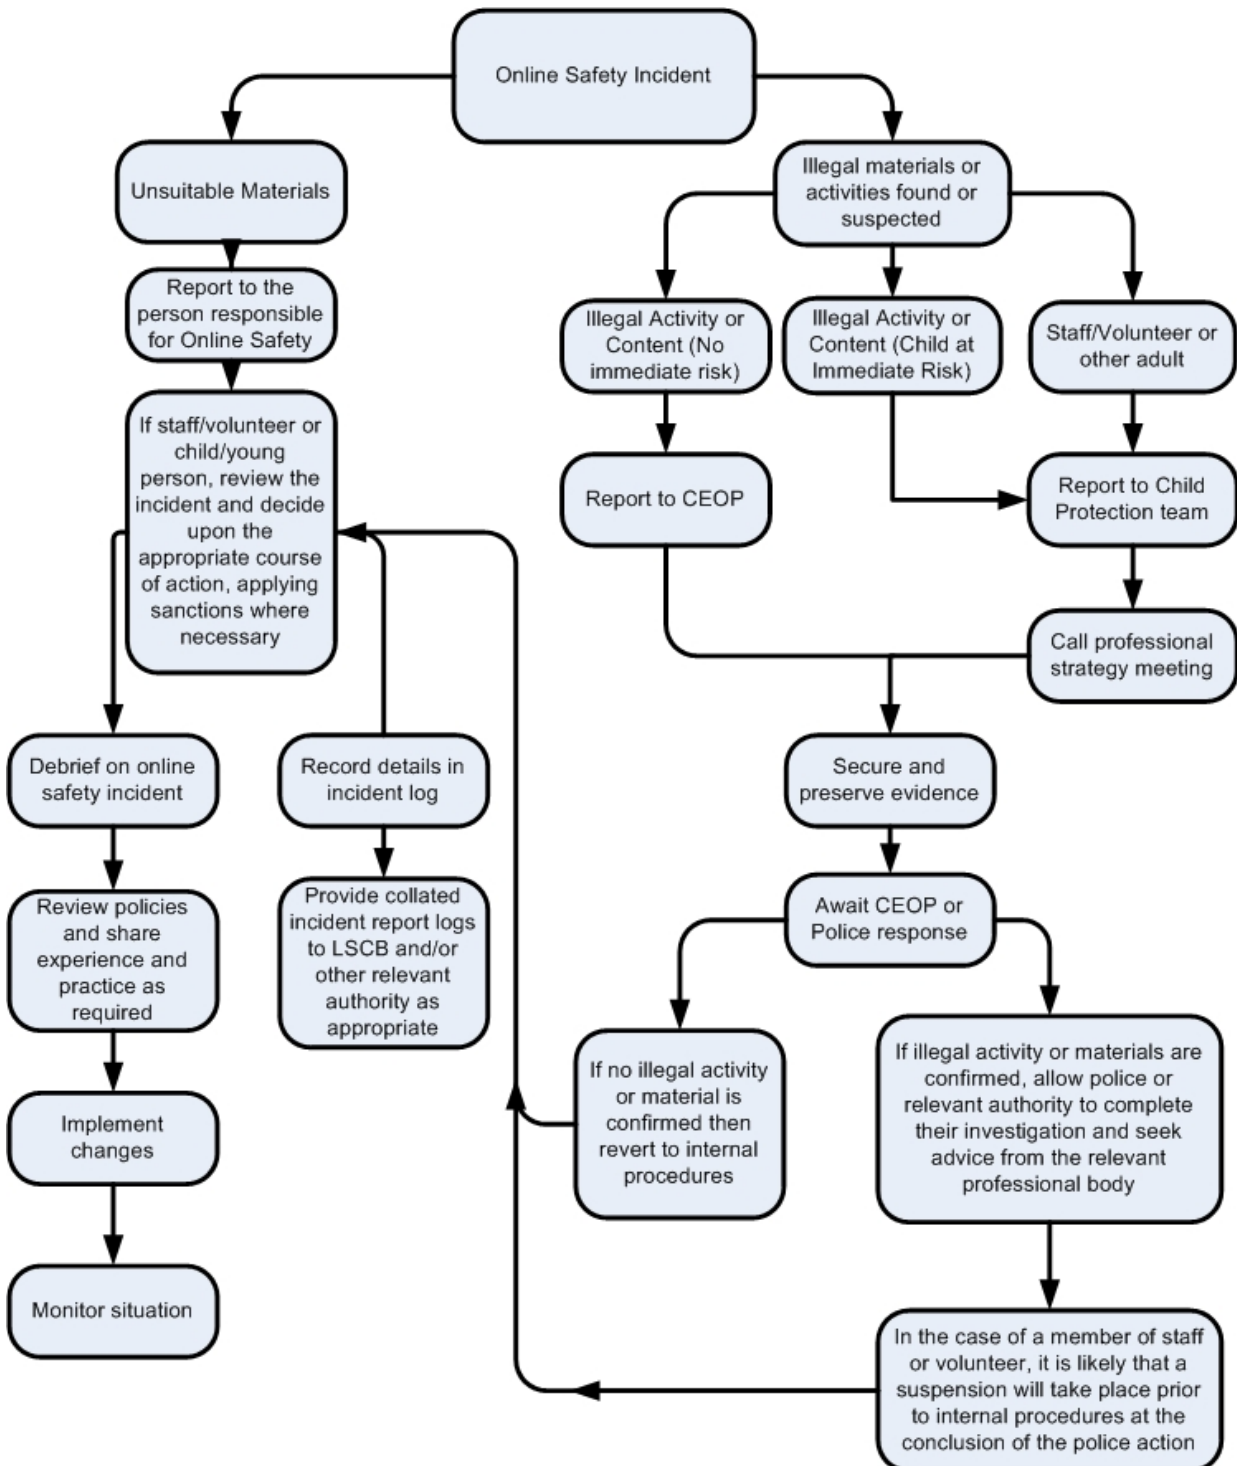 Online Safety Incident
Unsuitable Materials
Report to the
person responsible
for Online Safety
If staff/volunteer or
child/young
person, review the
incident and decide
upon the
appropriate course
of action, applying
sanctions where
necessary
Debrief on online
safety incident
Review policies
and share
experience and
practice as
required
Implement
changes
Monitor situation
Record details in
incident log
Provide collated
incident report logs
to LSCB and/or
other relevant
authority as
appropriate
Illegal materials or
activities found or
suspected
Illegal Activity or
Content (No
immediate risk)
Illegal Activity or
Content (Child at
Immediate Risk)
Staff/Volunteer or
other adult
Report to CEOP
Report to Child
Protection team
Call professional
strategy meeting
Secure and
preserve evidence
Await CEOP or
Police response
If no illegal activity
or material is
confirmed then
revert to internal
procedures
If illegal activity or materials are
confirmed, allow police or
relevant authority to complete
their investigation and seek
advice from the relevant
professional body
In the case of a member of staff
or volunteer, it is likely that a
suspension will take place prior
to internal procedures at the
conclusion of the police action